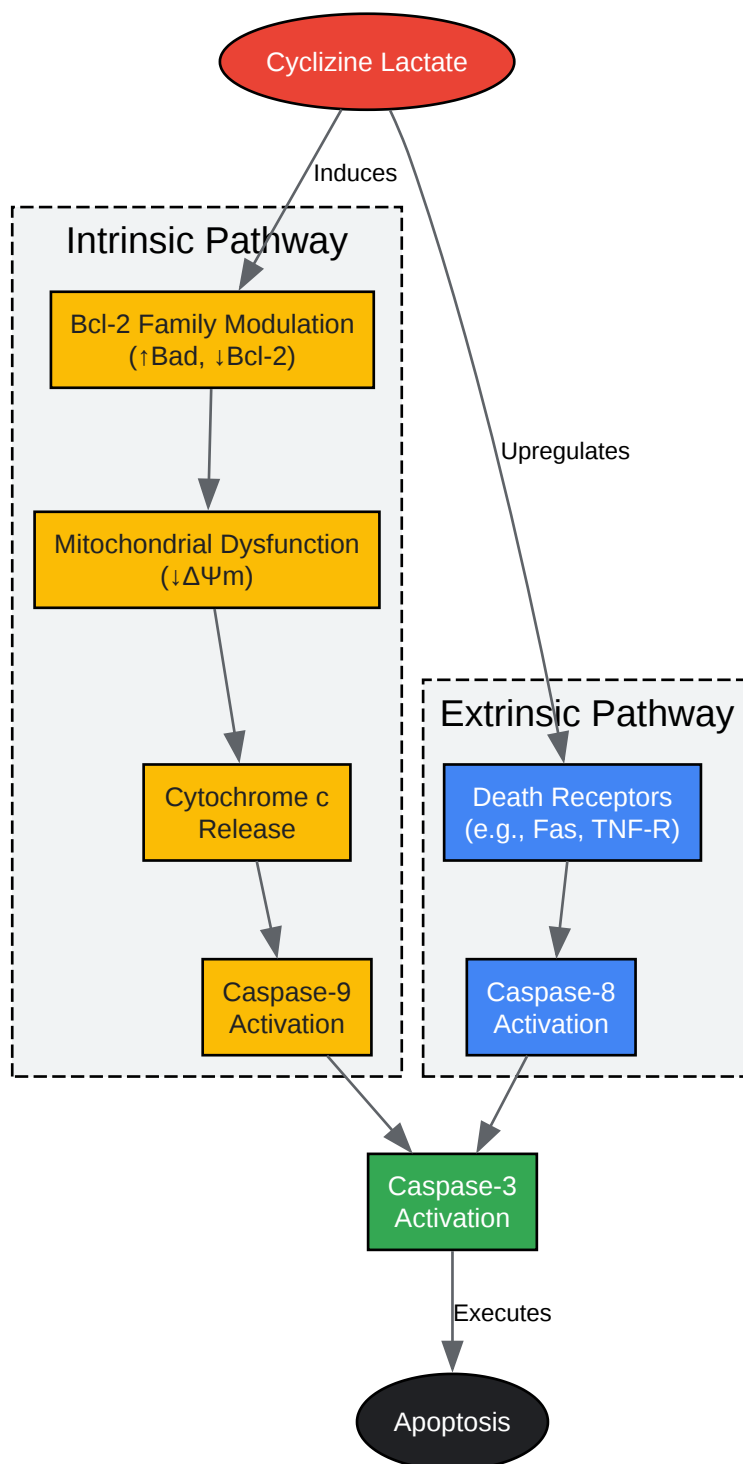 Cyclizine Lactate
Induces
Intrinsic Pathway
Bcl-2 Family Modulation
(↑Bad, ↓Bcl-2)
Upregulates
Mitochondrial Dysfunction
(↓ΔΨm)
Extrinsic Pathway
Cytochrome c
Release
Death Receptors
(e.g., Fas, TNF-R)
Caspase-9
Activation
Caspase-8
Activation
Caspase-3
Activation
Executes
Apoptosis